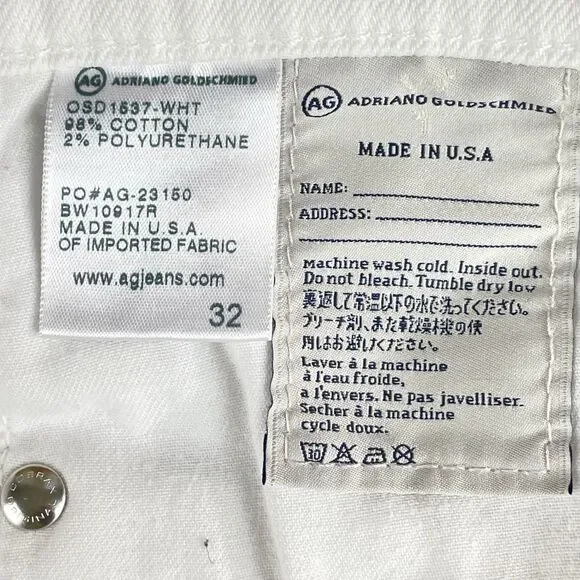 AG ADRIANO GOLDSCHMIED
OSD1537-WHT
98% COTTON
2% POLYURETHANE
PO#AG-23150
BW10917R
MADE IN U.S.A.
OF IMPORTED FABRIC
www.agjeans.com
32
AG ADRIANO GOLDSCHMIED
MADE IN U.S.A
NAME:
ADDRESS:
Machine wash cold. Inside out.
Do not bleach. Tumble dry low
裏返して常温以下の水で洗ってください。
ブリーチ剤、また乾燥機の使
用はお避けください。
Laver à la machine
à l'eau froide,
a l'envers. Ne pas javelliser.
Secher à la machine
cycle doux.
30